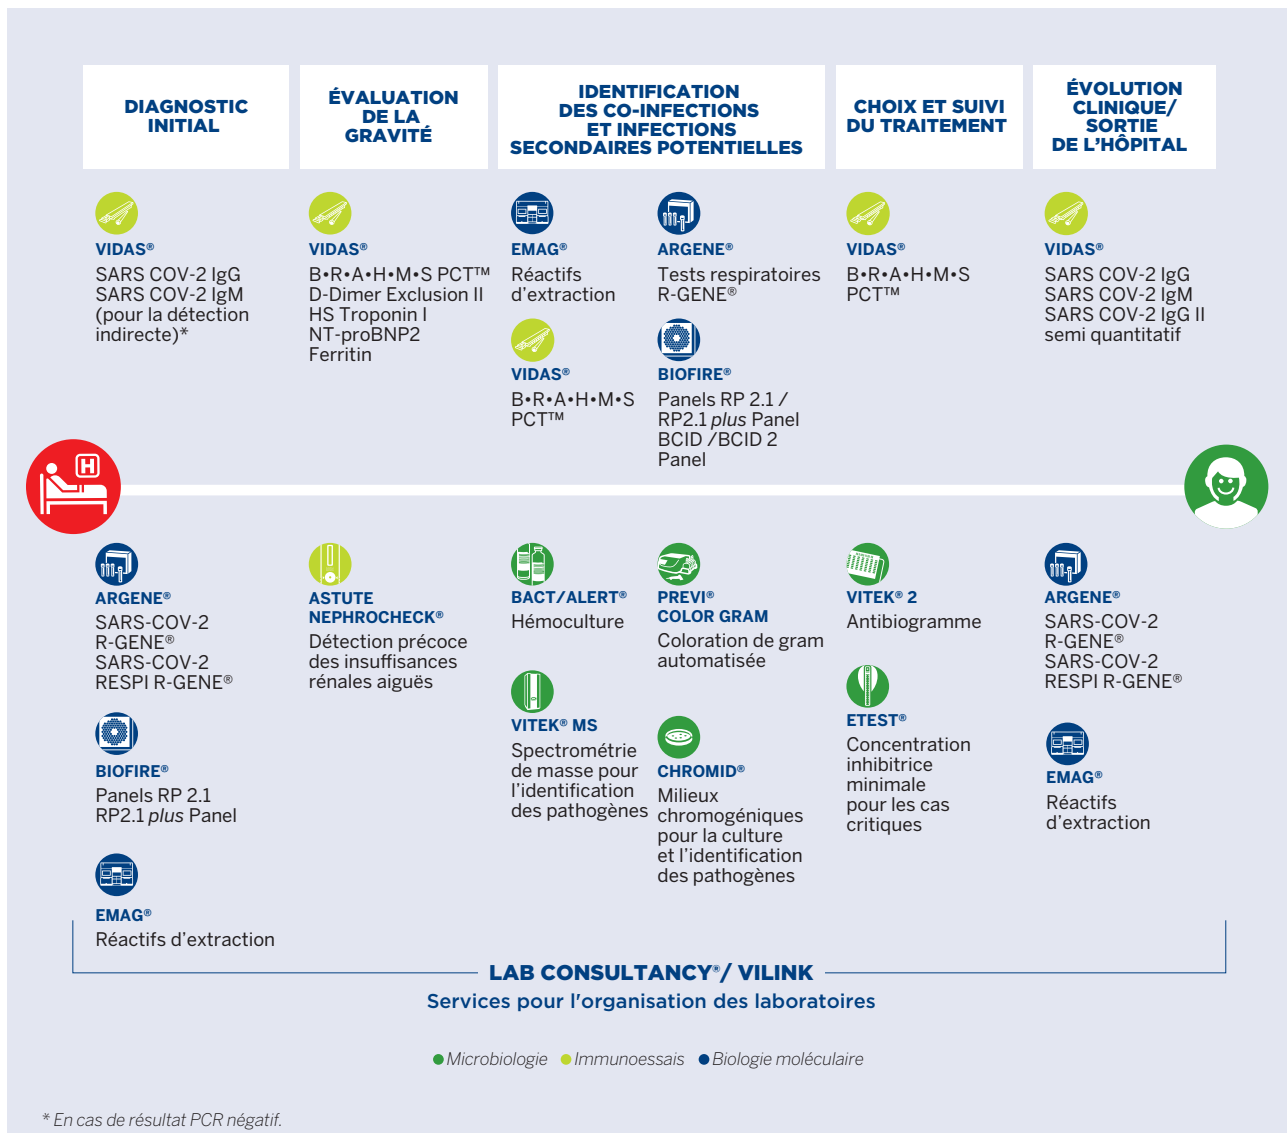 DIAGNOSTIC
INITIAL
ÉVALUATION
DE LA
GRAVITÉ
IDENTIFICATION
DES CO-INFECTIONS
ET INFECTIONS
SECONDAIRES POTENTIELLES
CHOIX ET SUIVI
DU TRAITEMENT
ÉVOLUTION
CLINIQUE/
SORTIE
DE L'HÔPITAL
VIDAS®
SARS COV-2 IgG
SARS COV-2 IgM
(pour la détection
indirecte)*
VIDAS®
B•R•A•H•M•S PCT™
D-Dimer Exclusion II
HS Troponin I
NT-proBNP2
Ferritin
EMAG®
Réactifs
d'extraction
VIDAS®
B•R•A•H•M•S
PCT™
ARGENE®
Tests respiratoires
R-GENE®
BIOFIRE®
Panels RP 2.1 /
RP2.1 plus Panel
BCID /BCID 2
Panel
VIDAS®
B•R•A•H•M•S
PCT™
VIDAS®
SARS COV-2 IgG
SARS COV-2 IgM
SARS COV-2 IgG II
semi quantitatif
H
ARGENE®
SARS-COV-2
R-GENE®
SARS-COV-2
RESPI R-GENE®
BIOFIRE®
Panels RP 2.1
RP2.1 plus Panel
EMAG®
Réactifs d'extraction
ASTUTE
NEPHROCHECK®
Détection précoce
des insuffisances
rénales aiguës
BACT/ALERT®
Hémoculture
VITEK® MS
Spectrométrie
de masse pour
l'identification
des pathogènes
PREVI®
COLOR GRAM
Coloration de gram
automatisée
CHROMID®
Milieux
chromogéniques
pour la culture
et l'identification
des pathogènes
VITEK® 2
Antibiogramme
ETEST®
Concentration
inhibitrice
minimale
pour les cas
critiques
ARGENE®
SARS-COV-2
R-GENE®
SARS-COV-2
RESPI R-GENE®
EMAG®
Réactifs
d'extraction
LAB CONSULTANCY®/ VILINK
Services pour l'organisation des laboratoires
Microbiologie Immunoessais Biologie moléculaire
* En cas de résultat PCR négatif.